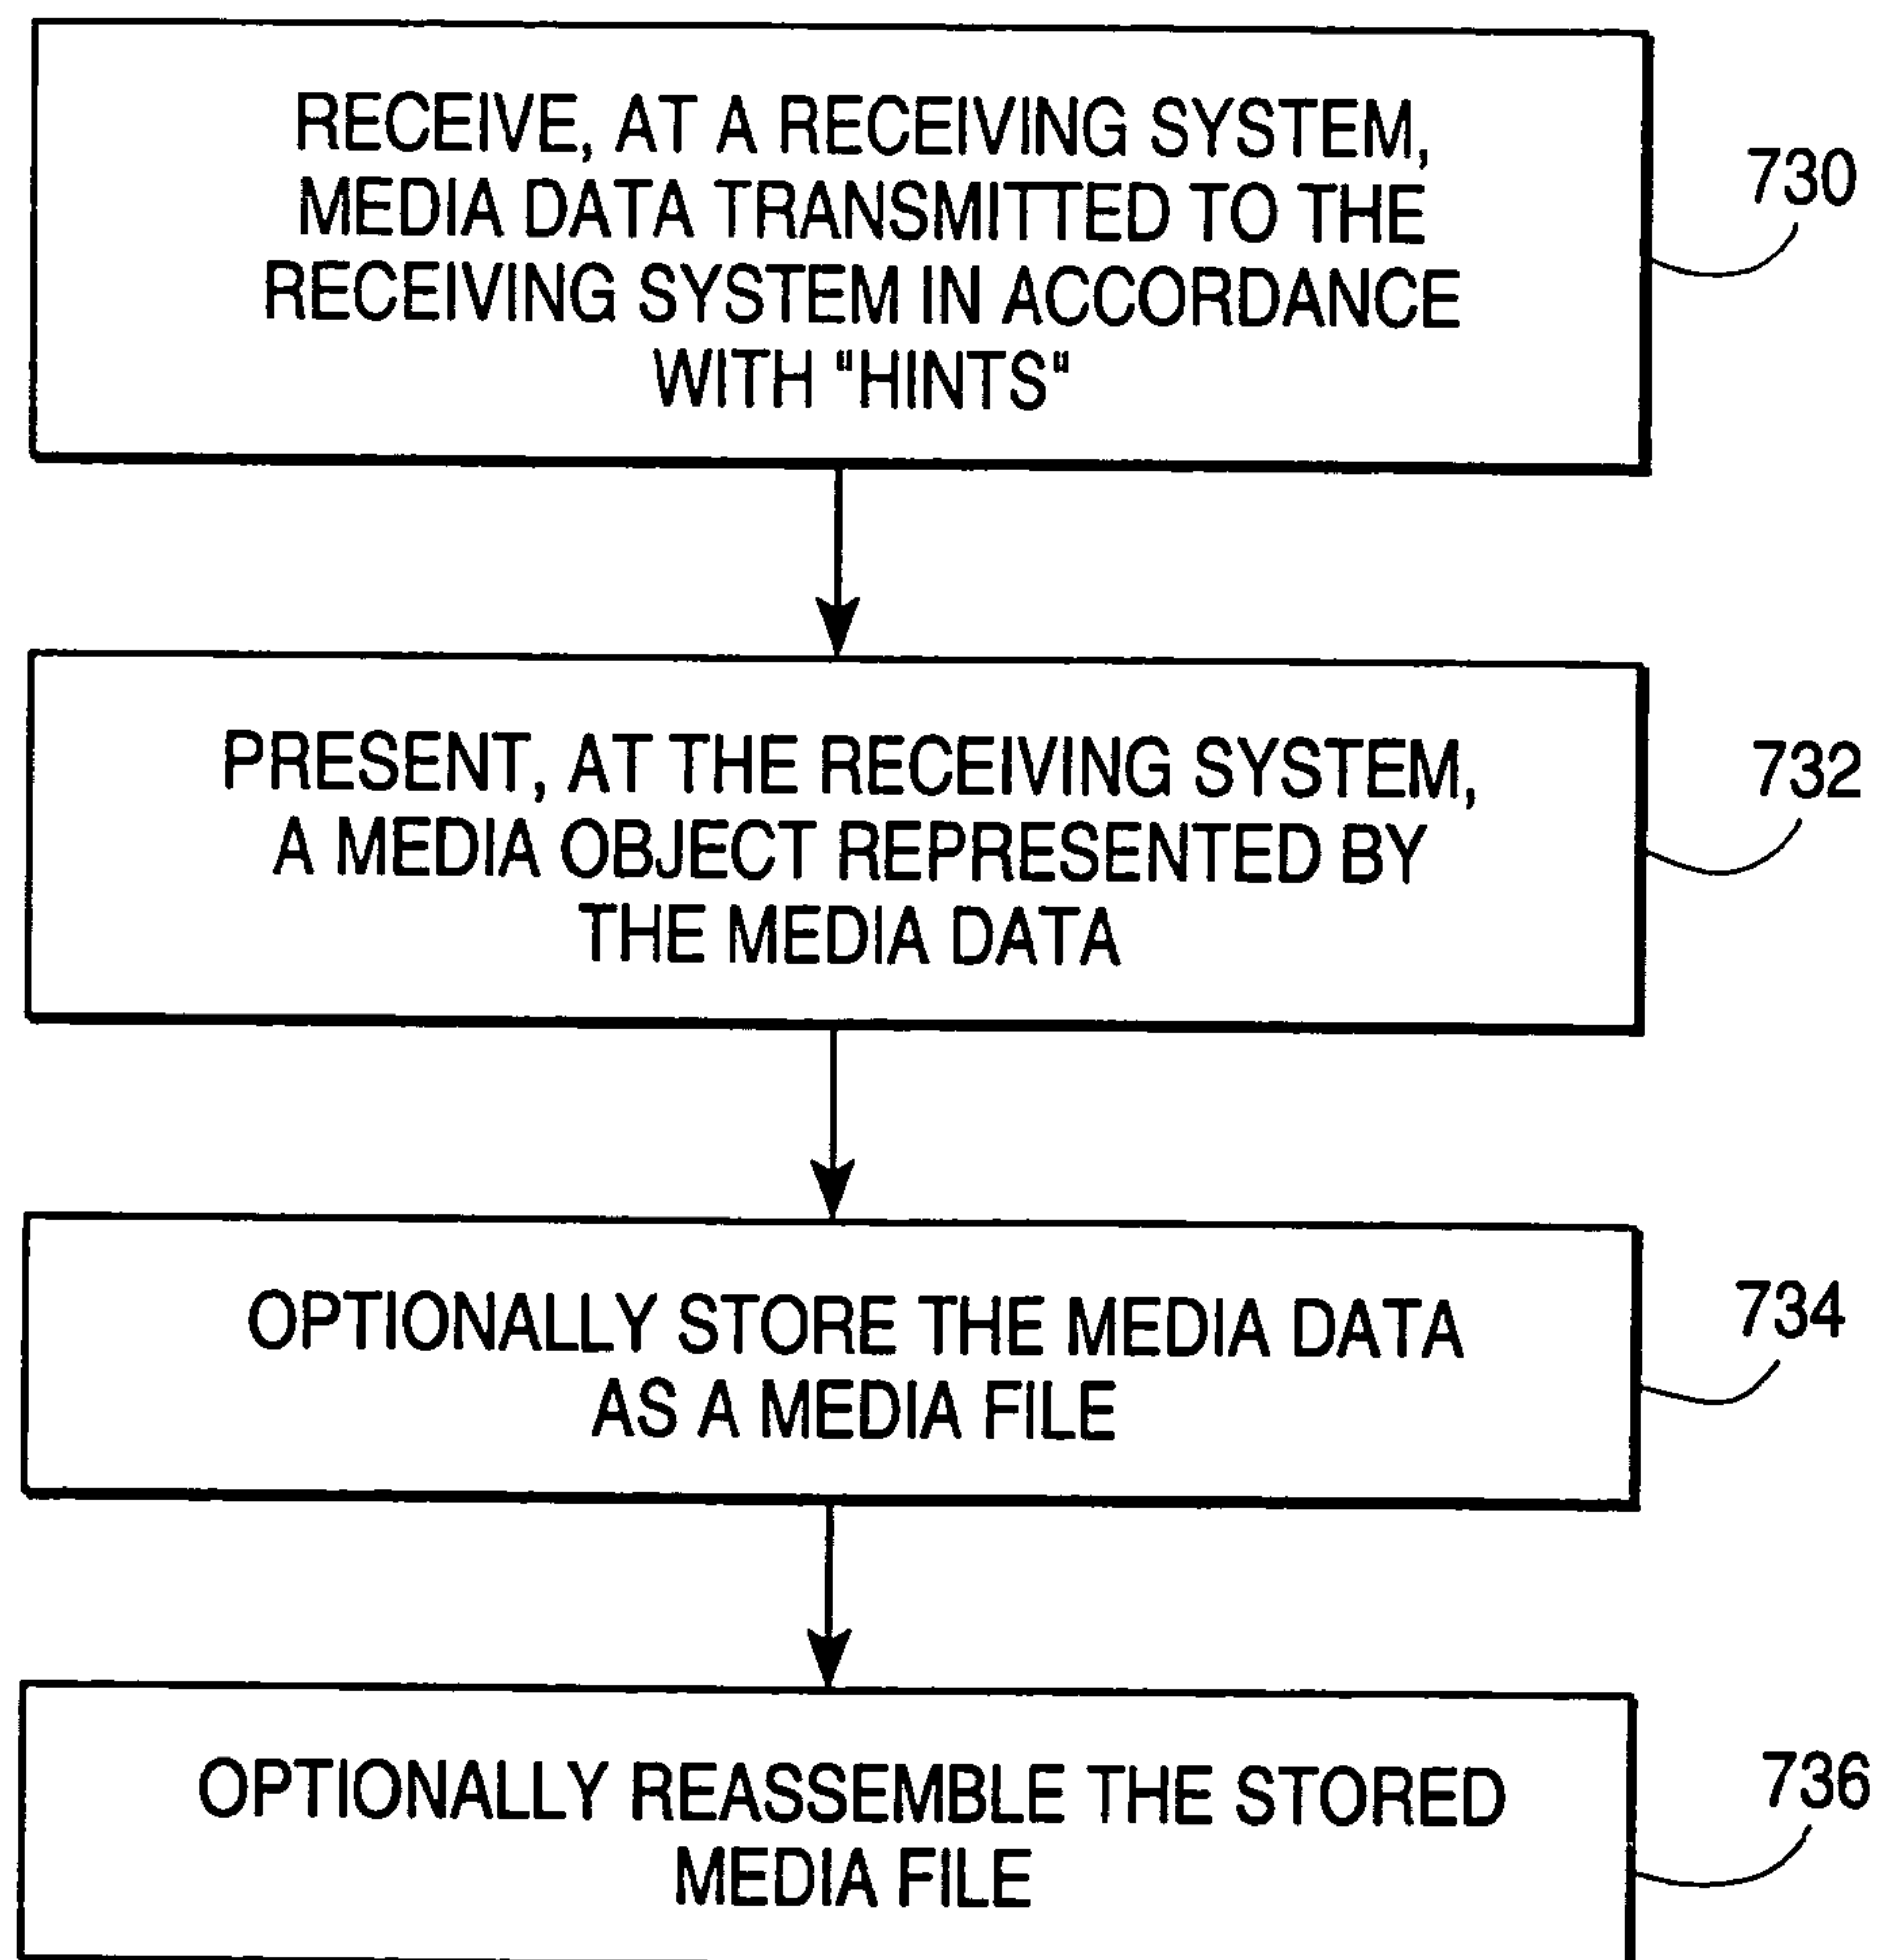 RECEIVE, AT A RECEIVING SYSTEM,
MEDIA DATA TRANSMITTED TO THE
RECEIVING SYSTEM IN ACCORDANCE
WITH "HINTS"
730
PRESENT, AT THE RECEIVING SYSTEM,
A MEDIA OBJECT REPRESENTED BY
THE MEDIA DATA
732
OPTIONALLY STORE THE MEDIA DATA
AS A MEDIA FILE
734
OPTIONALLY REASSEMBLE THE STORED
MEDIA FILE
736